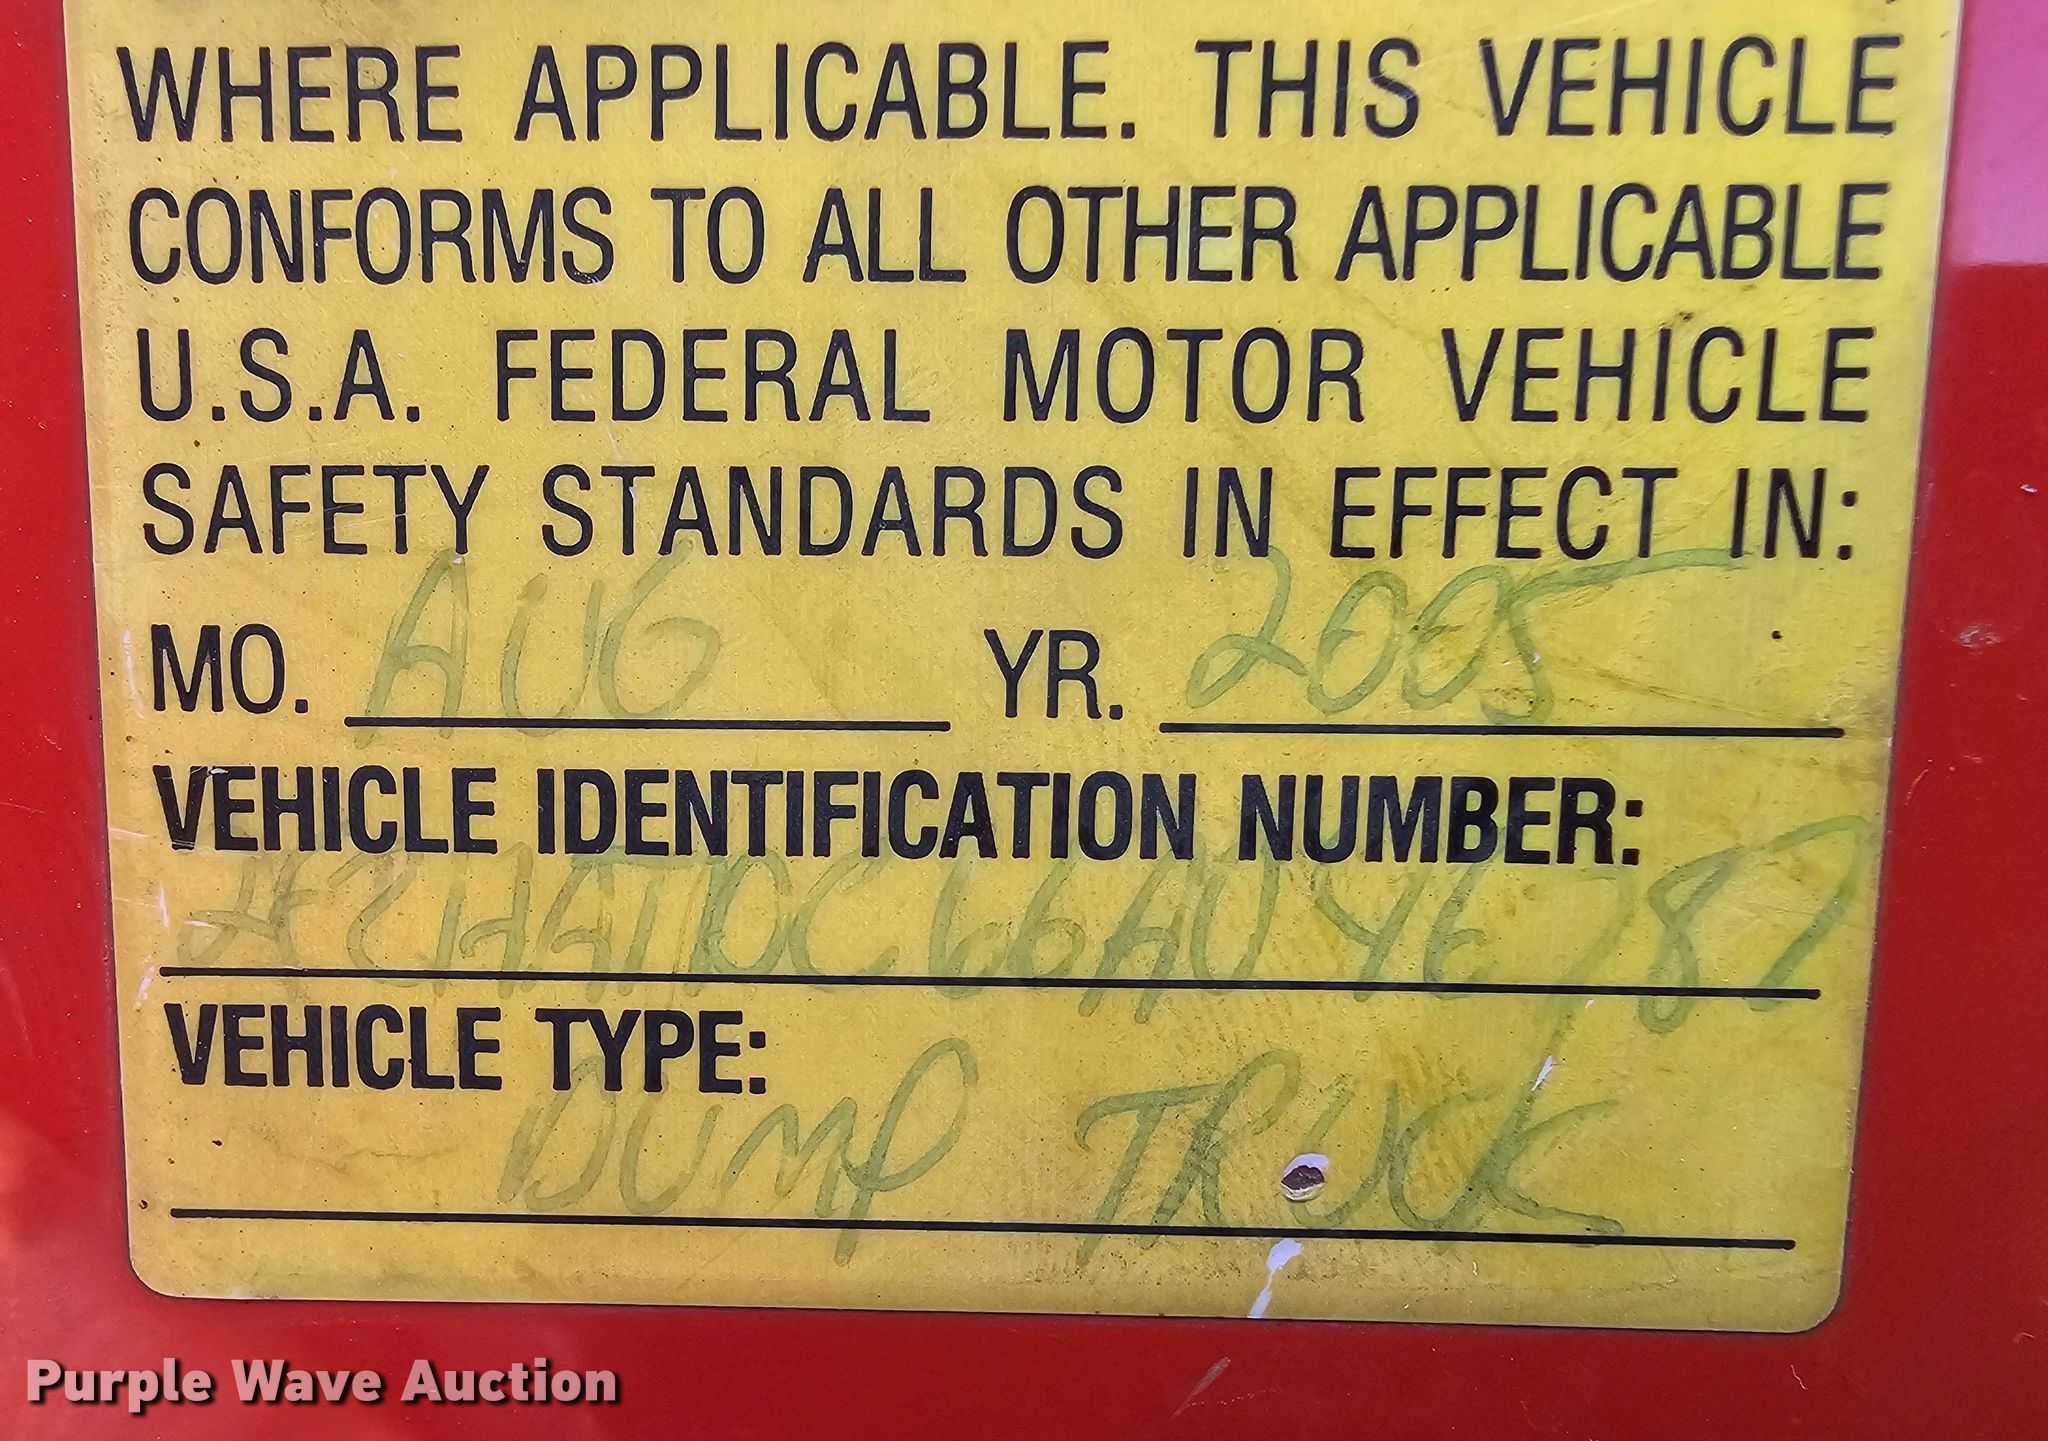 WHERE APPLICABLE. THIS VEHICLE
CONFORMS TO ALL OTHER APPLICABLE
U.S.A. FEDERAL MOTOR VEHICLE
SAFETY STANDARDS IN EFFECT IN:
MO. AUG YR. 2005
VEHICLE IDENTIFICATION NUMBER:
VEHICLE TYPE:
DUMP TRUCK
Purple Wave Auction